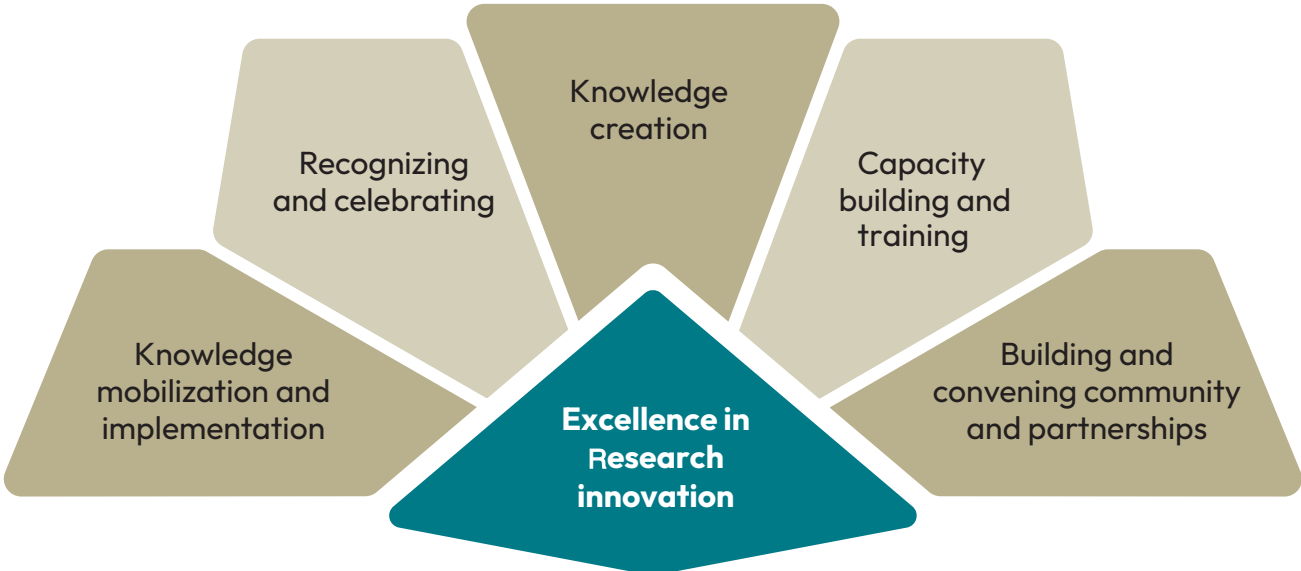 Knowledge
creation
Recognizing
and celebrating
Capacity
building and
training
Knowledge
mobilization and
implementation
Building and
convening community
and partnerships
Excellence in
Research
innovation